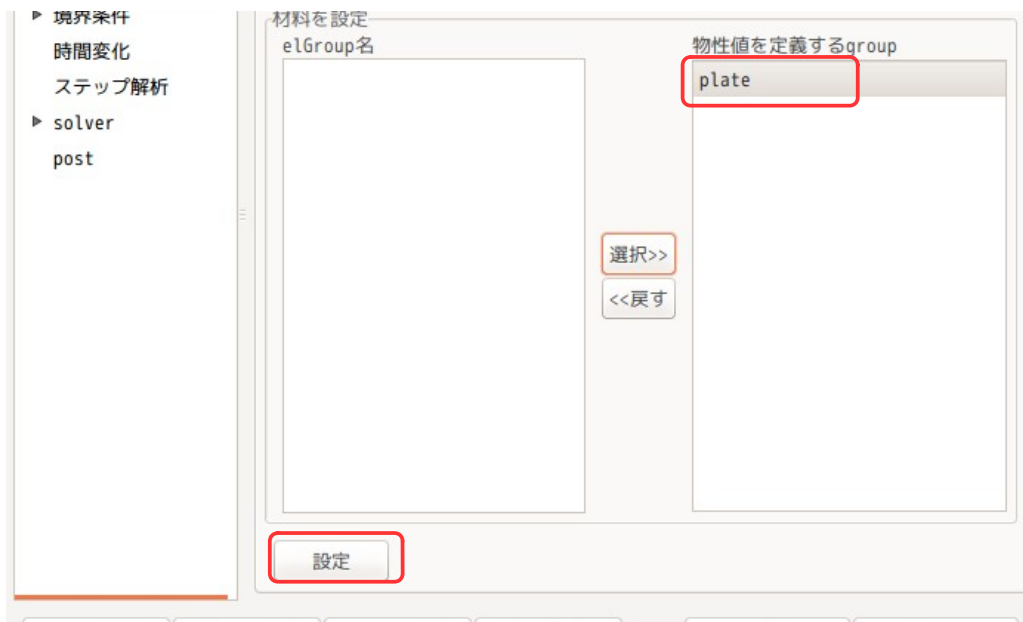 境界条件
時間変化
ステップ解析
solver
post
材料を設定
elGroup名
物性値を定義するgroup
plate
選択>>
<<戻す
設定